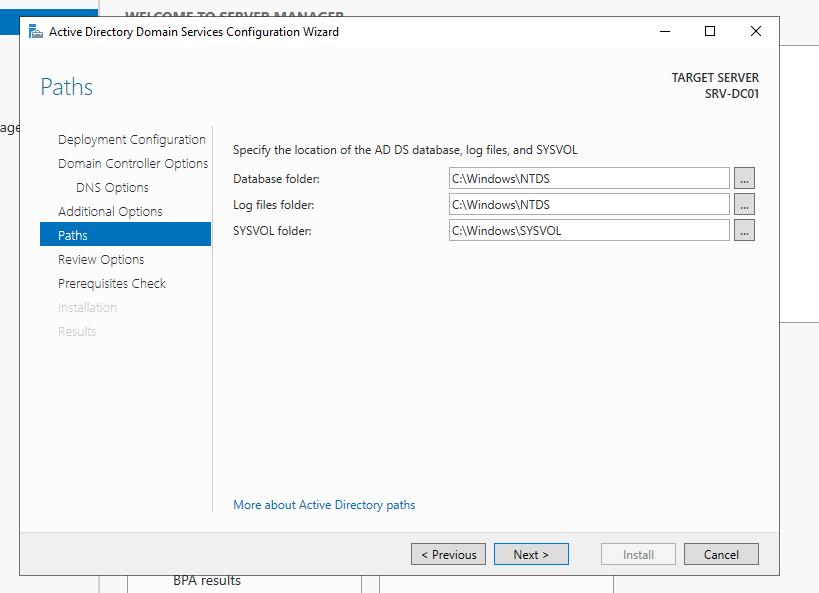 WELCOME TO SERVER MANAGER
Active Directory Domain Services Configuration Wizard
Paths
TARGET SERVER
SRV-DC01
age
Deployment Configuration
Domain Controller Options
DNS Options
Additional Options
Paths
Review Options
Prerequisites Check
Installation
Results
Specify the location of the AD DS database, log files, and SYSVOL
Database folder: C:\Windows\NTDS ...
Log files folder: C:\Windows\NTDS ...
SYSVOL folder: C:\Windows\SYSVOL ...
More about Active Directory paths
< Previous Next > Install Cancel
BPA results